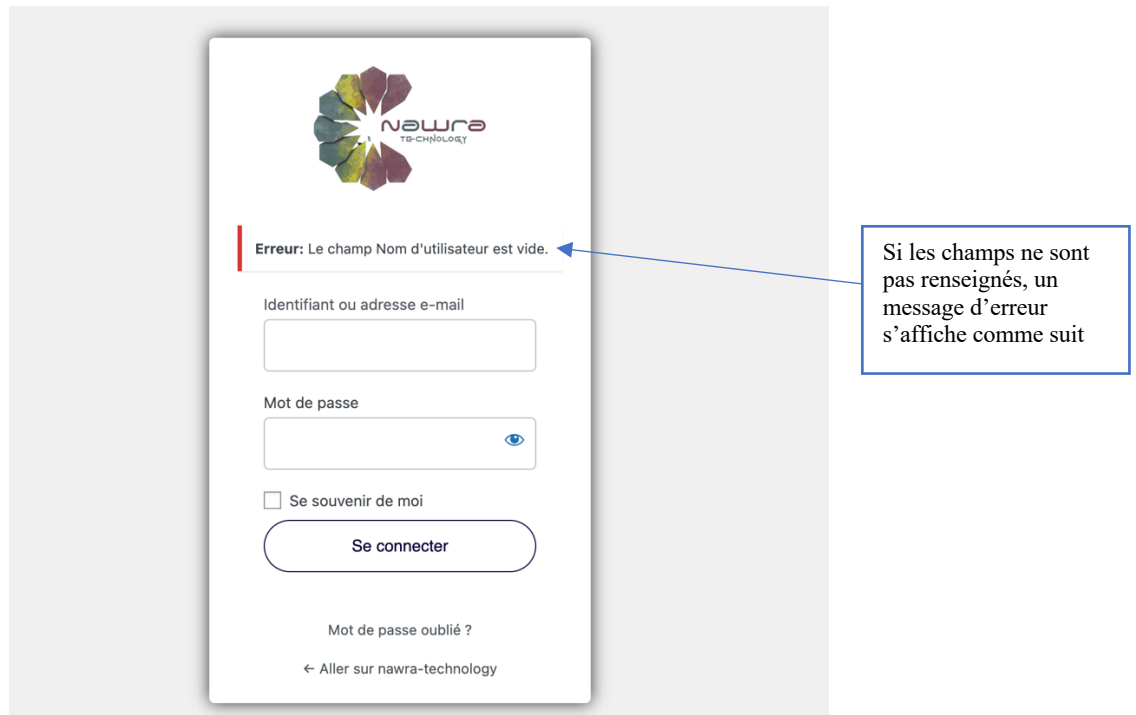 Nawra
TECHNOLOGY
Erreur: Le champ Nom d'utilisateur est vide.
Si les champs ne sont
pas renseignés, un
message d’erreur
s’affiche comme suit
Identifiant ou adresse e-mail
Mot de passe
Se souvenir de moi
Se connecter
Mot de passe oublié ?
← Aller sur nawra-technology